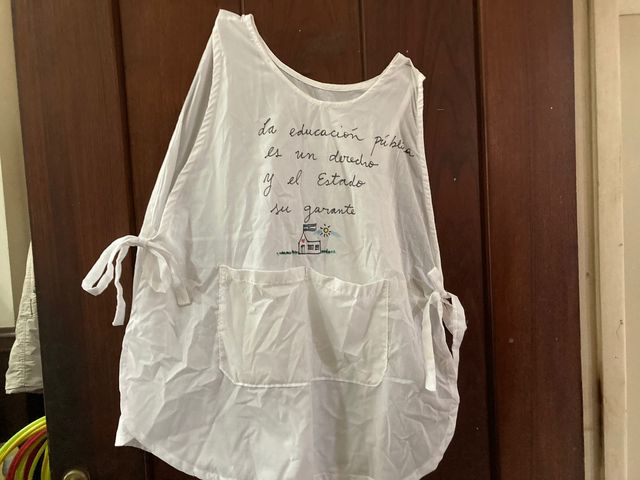 La educación pública
es un derecho
y el Estado
su garante